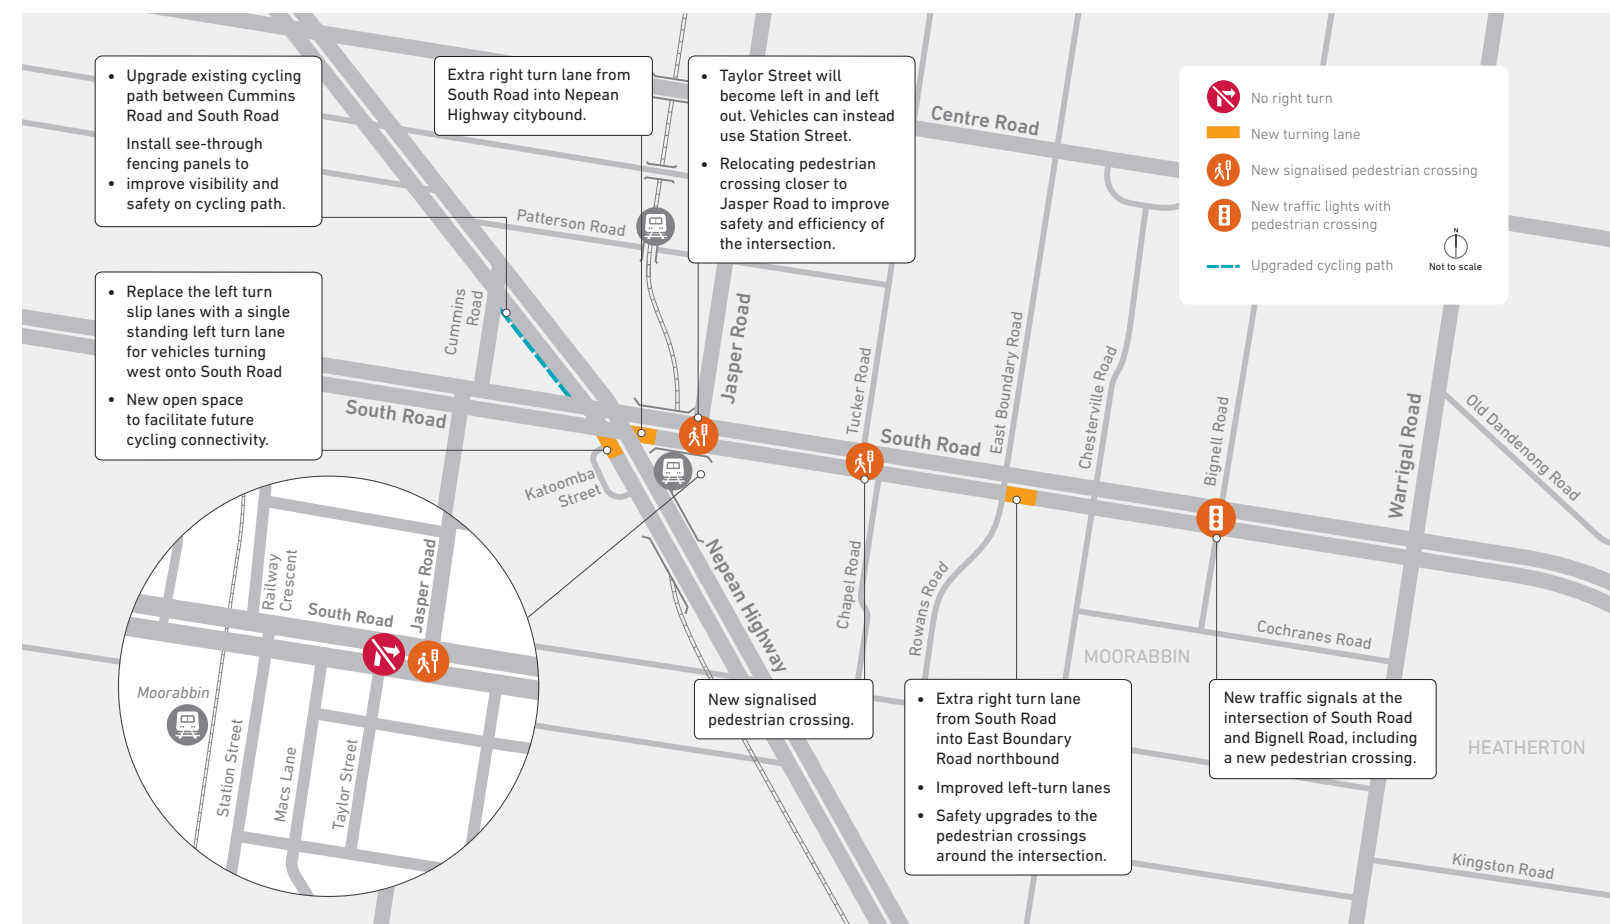 • Upgrade existing cycling
path between Cummins
Road and South Road
Install see-through
fencing panels to
• improve visibility and
safety on cycling path.
Extra right turn lane from
South Road into Nepean
Highway citybound.
• Taylor Street will
become left in and left
out. Vehicles can instead
use Station Street.
• Relocating pedestrian
crossing closer to
Jasper Road to improve
safety and efficiency of
the intersection.
Centre Road
No right turn
New turning lane
New signalised pedestrian crossing
New traffic lights with
pedestrian crossing
Upgraded cycling path
N
Not to scale
Patterson Road
• Replace the left turn
slip lanes with a single
standing left turn lane
for vehicles turning
west onto South Road
• New open space
to facilitate future
cycling connectivity.
Cummins
Road
Jasper Road
Tucker Road
East Boundary Road
Chesterville Road
Bignell Road
Warrigal Road
Old Dandenong Road
South Road
South Road
Katoomba
Street
Nepean Highway
Chapel Road
Rowans Road
Cochranes Road
MOORABBIN
HEATHERTON
Kingston Road
Railway
Crescent
South Road
Jasper Road
Moorabbin
Station Street
Macs Lane
Taylor Street
New signalised
pedestrian crossing.
• Extra right turn lane
from South Road
into East Boundary
Road northbound
• Improved left-turn lanes
• Safety upgrades to the
pedestrian crossings
around the intersection.
New traffic signals at the
intersection of South Road
and Bignell Road, including
a new pedestrian crossing.